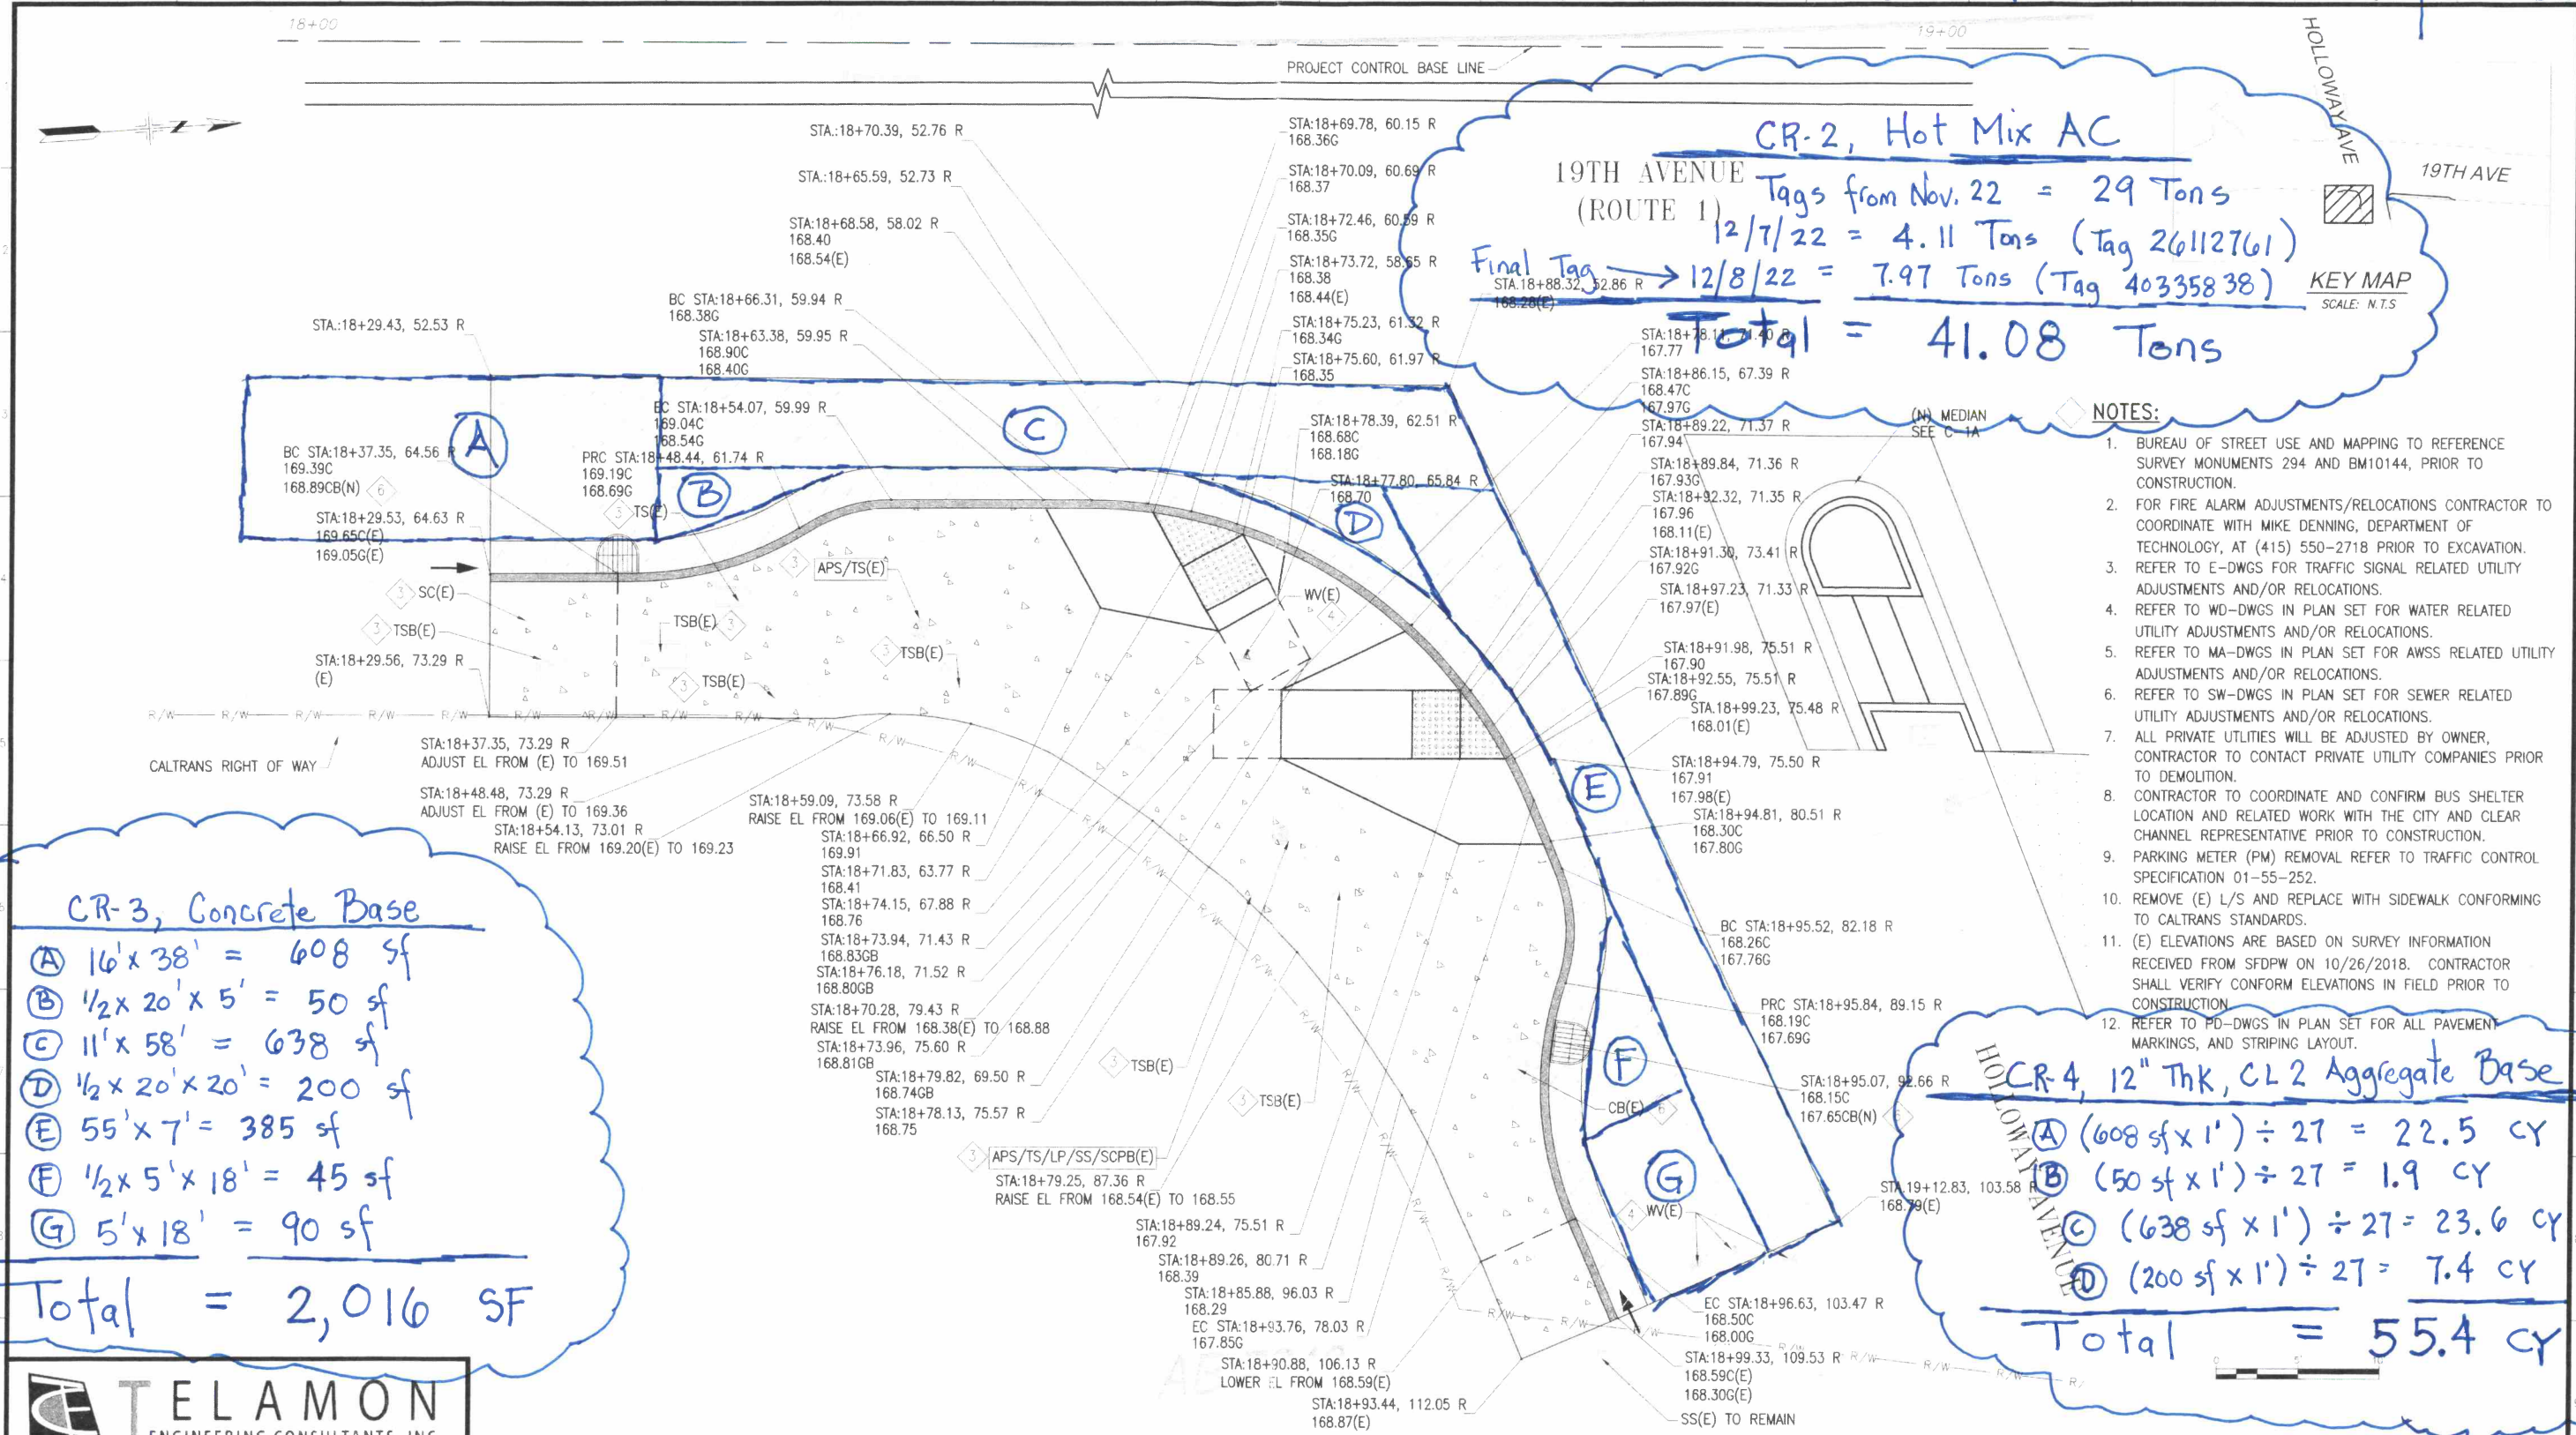 18+00
19+00
PROJECT CONTROL BASE LINE
HOLLOWAY AVE
19TH AVE
KEY MAP
SCALE: N.T.S
19TH AVENUE
(ROUTE 1)
CR-2, Hot Mix AC
Tags from Nov. 22 = 29 Tons
12/7/22 = 4.11 Tons (Tag 26112761)
Final Tag → 12/8/22 = 7.97 Tons (Tag 40335838)
Total = 41.08 Tons
STA.:18+70.39, 52.76 R
STA.:18+65.59, 52.73 R
STA:18+68.58, 58.02 R
168.40
168.54(E)
BC STA:18+66.31, 59.94 R
168.38G
STA:18+63.38, 59.95 R
168.90C
168.40G
STA.:18+29.43, 52.53 R
EC STA:18+54.07, 59.99 R
169.04C
168.54G
BC STA:18+37.35, 64.56 R
169.39C
168.89CB(N) 6
PRC STA:18+48.44, 61.74 R
169.19C
168.69G
3 TS(E)
STA:18+29.53, 64.63 R
169.65C(E)
169.05G(E)
STA:18+69.78, 60.15 R
168.36G
STA:18+70.09, 60.69 R
168.37
STA:18+72.46, 60.59 R
168.35G
STA:18+73.72, 58.65 R
168.38
168.44(E)
STA:18+75.23, 61.32 R
168.34G
STA:18+75.60, 61.97 R
168.35
STA:18+78.39, 62.51 R
168.68C
168.18G
STA:18+77.80, 65.84 R
168.70
STA.18+88.32, 52.86 R
168.28(E)
STA:18+78.11, 71.40 R
167.77
STA:18+86.15, 67.39 R
168.47C
167.97G
STA:18+89.22, 71.37 R
167.94
STA:18+89.84, 71.36 R
167.93G
STA:18+92.32, 71.35 R
167.96
168.11(E)
STA:18+91.30, 73.41 R
167.92G
STA.18+97.23, 71.33 R
167.97(E)
STA:18+91.98, 75.51 R
167.90
STA:18+92.55, 75.51 R
167.89G
STA.18+99.23, 75.48 R
168.01(E)
STA:18+94.79, 75.50 R
167.91
167.98(E)
STA:18+94.81, 80.51 R
168.30C
167.80G
BC STA:18+95.52, 82.18 R
168.26C
167.76G
PRC STA:18+95.84, 89.15 R
168.19C
167.69G
STA:18+95.07, 92.66 R
168.15C
167.65CB(N)
STA.19+12.83, 103.58 R
168.79(E)
EC STA:18+96.63, 103.47 R
168.50C
168.00G
STA:18+99.33, 109.53 R
168.59C(E)
168.30G(E)
SS(E) TO REMAIN
(N) MEDIAN
SEE C-1A
A
B
C
D
E
F
G
3 SC(E)
3 TSB(E)
3 APS/TS(E)
TSB(E) 3
3 TSB(E)
3 TSB(E)
WV(E)
4
STA:18+29.56, 73.29 R
(E)
R/W R/W R/W R/W R/W R/W R/W R/W R/W
CALTRANS RIGHT OF WAY
STA:18+37.35, 73.29 R
ADJUST EL FROM (E) TO 169.51
STA:18+48.48, 73.29 R
ADJUST EL FROM (E) TO 169.36
STA:18+54.13, 73.01 R
RAISE EL FROM 169.20(E) TO 169.23
STA:18+59.09, 73.58 R
RAISE EL FROM 169.06(E) TO 169.11
STA:18+66.92, 66.50 R
169.91
STA:18+71.83, 63.77 R
168.41
STA:18+74.15, 67.88 R
168.76
STA:18+73.94, 71.43 R
168.83GB
STA:18+76.18, 71.52 R
168.80GB
STA:18+70.28, 79.43 R
RAISE EL FROM 168.38(E) TO 168.88
STA:18+73.96, 75.60 R
168.81GB
STA:18+79.82, 69.50 R
168.74GB
STA:18+78.13, 75.57 R
168.75
3 TSB(E)
3 TSB(E)
3 APS/TS/LP/SS/SCPB(E)
STA:18+79.25, 87.36 R
RAISE EL FROM 168.54(E) TO 168.55
STA:18+89.24, 75.51 R
167.92
STA:18+89.26, 80.71 R
168.39
STA:18+85.88, 96.03 R
168.29
EC STA:18+93.76, 78.03 R
167.85G
STA:18+90.88, 106.13 R
LOWER EL FROM 168.59(E)
STA:18+93.44, 112.05 R
168.87(E)
CB(E) 6
4 WV(E)
NOTES:
1. BUREAU OF STREET USE AND MAPPING TO REFERENCE
SURVEY MONUMENTS 294 AND BM10144, PRIOR TO
CONSTRUCTION.
2. FOR FIRE ALARM ADJUSTMENTS/RELOCATIONS CONTRACTOR TO
COORDINATE WITH MIKE DENNING, DEPARTMENT OF
TECHNOLOGY, AT (415) 550-2718 PRIOR TO EXCAVATION.
3. REFER TO E-DWGS FOR TRAFFIC SIGNAL RELATED UTILITY
ADJUSTMENTS AND/OR RELOCATIONS.
4. REFER TO WD-DWGS IN PLAN SET FOR WATER RELATED
UTILITY ADJUSTMENTS AND/OR RELOCATIONS.
5. REFER TO MA-DWGS IN PLAN SET FOR AWSS RELATED UTILITY
ADJUSTMENTS AND/OR RELOCATIONS.
6. REFER TO SW-DWGS IN PLAN SET FOR SEWER RELATED
UTILITY ADJUSTMENTS AND/OR RELOCATIONS.
7. ALL PRIVATE UTLITIES WILL BE ADJUSTED BY OWNER,
CONTRACTOR TO CONTACT PRIVATE UTILITY COMPANIES PRIOR
TO DEMOLITION.
8. CONTRACTOR TO COORDINATE AND CONFIRM BUS SHELTER
LOCATION AND RELATED WORK WITH THE CITY AND CLEAR
CHANNEL REPRESENTATIVE PRIOR TO CONSTRUCTION.
9. PARKING METER (PM) REMOVAL REFER TO TRAFFIC CONTROL
SPECIFICATION 01-55-252.
10. REMOVE (E) L/S AND REPLACE WITH SIDEWALK CONFORMING
TO CALTRANS STANDARDS.
11. (E) ELEVATIONS ARE BASED ON SURVEY INFORMATION
RECEIVED FROM SFDPW ON 10/26/2018. CONTRACTOR
SHALL VERIFY CONFORM ELEVATIONS IN FIELD PRIOR TO
CONSTRUCTION
12. REFER TO PD-DWGS IN PLAN SET FOR ALL PAVEMENT
MARKINGS, AND STRIPING LAYOUT.
HOLLOWAY AVENUE
CR-3, Concrete Base
A 16'x 38' = 608 sf
B 1/2 x 20' x 5' = 50 sf
C 11' x 58' = 638 sf
D 1/2 x 20' x 20' = 200 sf
E 55' x 7' = 385 sf
F 1/2 x 5' x 18' = 45 sf
G 5' x 18' = 90 sf
Total = 2,016 SF
CR-4, 12" Thk, CL 2 Aggregate Base
A (608 sf x 1') ÷ 27 = 22.5 CY
B (50 sf x 1') ÷ 27 = 1.9 CY
C (638 sf x 1') ÷ 27 = 23.6 CY
D (200 sf x 1') ÷ 27 = 7.4 CY
Total = 55.4 CY
TELAMON
ENGINEERING CONSULTANTS, INC.